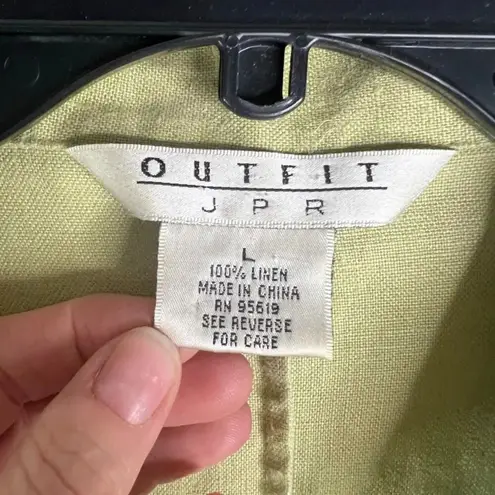 OUTFIT
JPR
L
100% LINEN
MADE IN CHINA
RN 95619
SEE REVERSE
FOR CARE